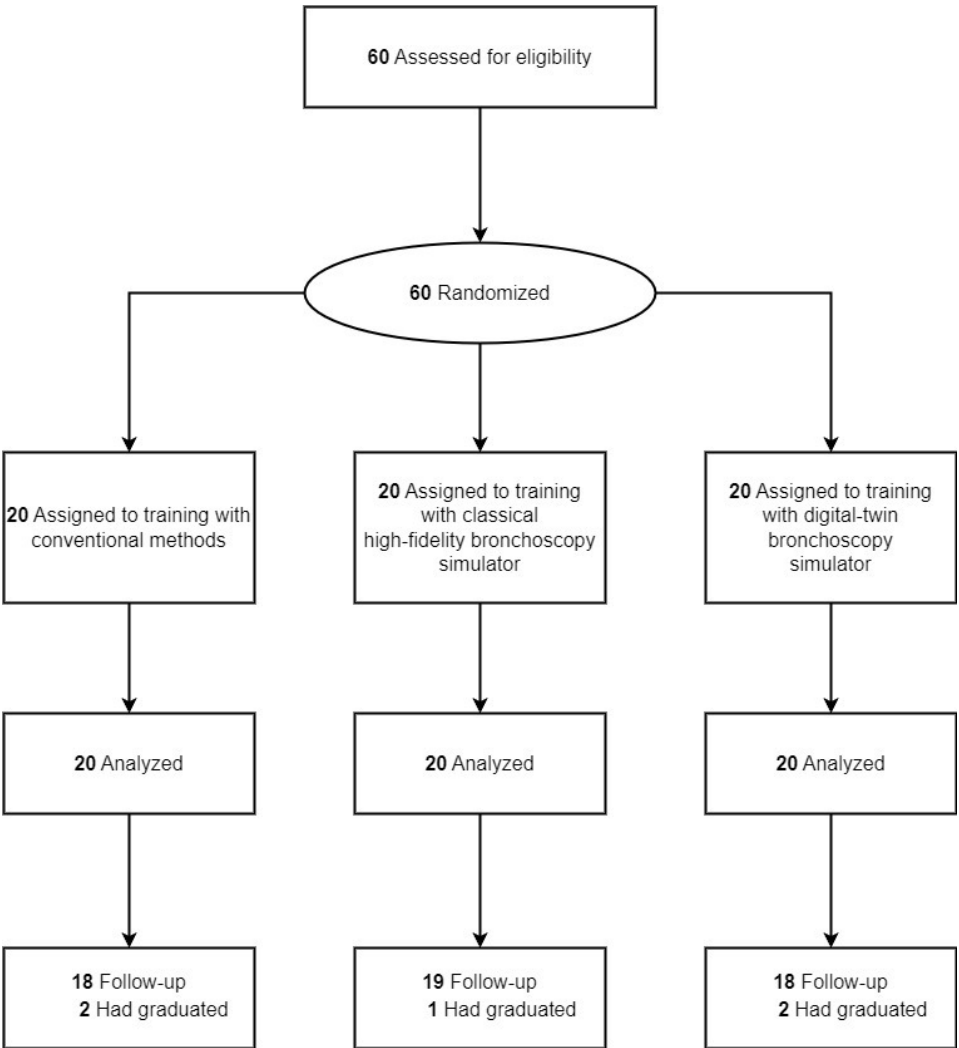 60 Assessed for eligibility
60 Randomized
20 Assigned to training with
conventional methods
20 Assigned to training
with classical
high-fidelity bronchoscopy
simulator
20 Assigned to training
with digital-twin
bronchoscopy
simulator
20 Analyzed
20 Analyzed
20 Analyzed
18 Follow-up
2 Had graduated
19 Follow-up
1 Had graduated
18 Follow-up
2 Had graduated